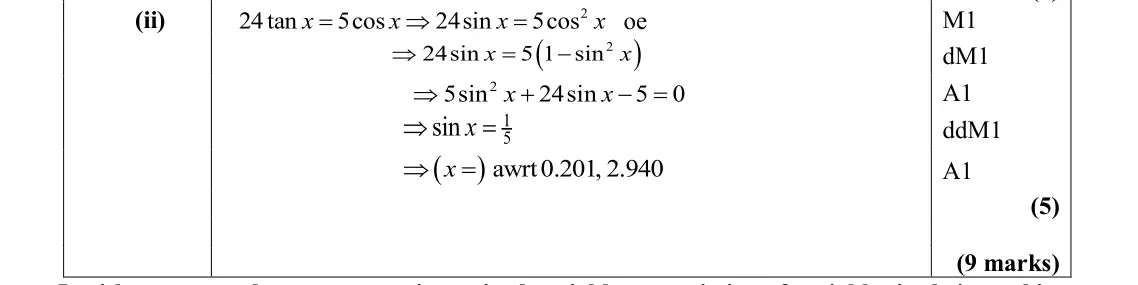 (ii) 24 tan x = 5 cos x ⇒ 24 sin x = 5 cos² x oe M1
⇒ 24 sin x = 5(1 − sin² x) dM1
⇒ 5 sin² x + 24 sin x − 5 = 0 A1
⇒ sin x = 1/5 ddM1
⇒ (x =) awrt 0.201, 2.940 A1
(5)
(9 marks)